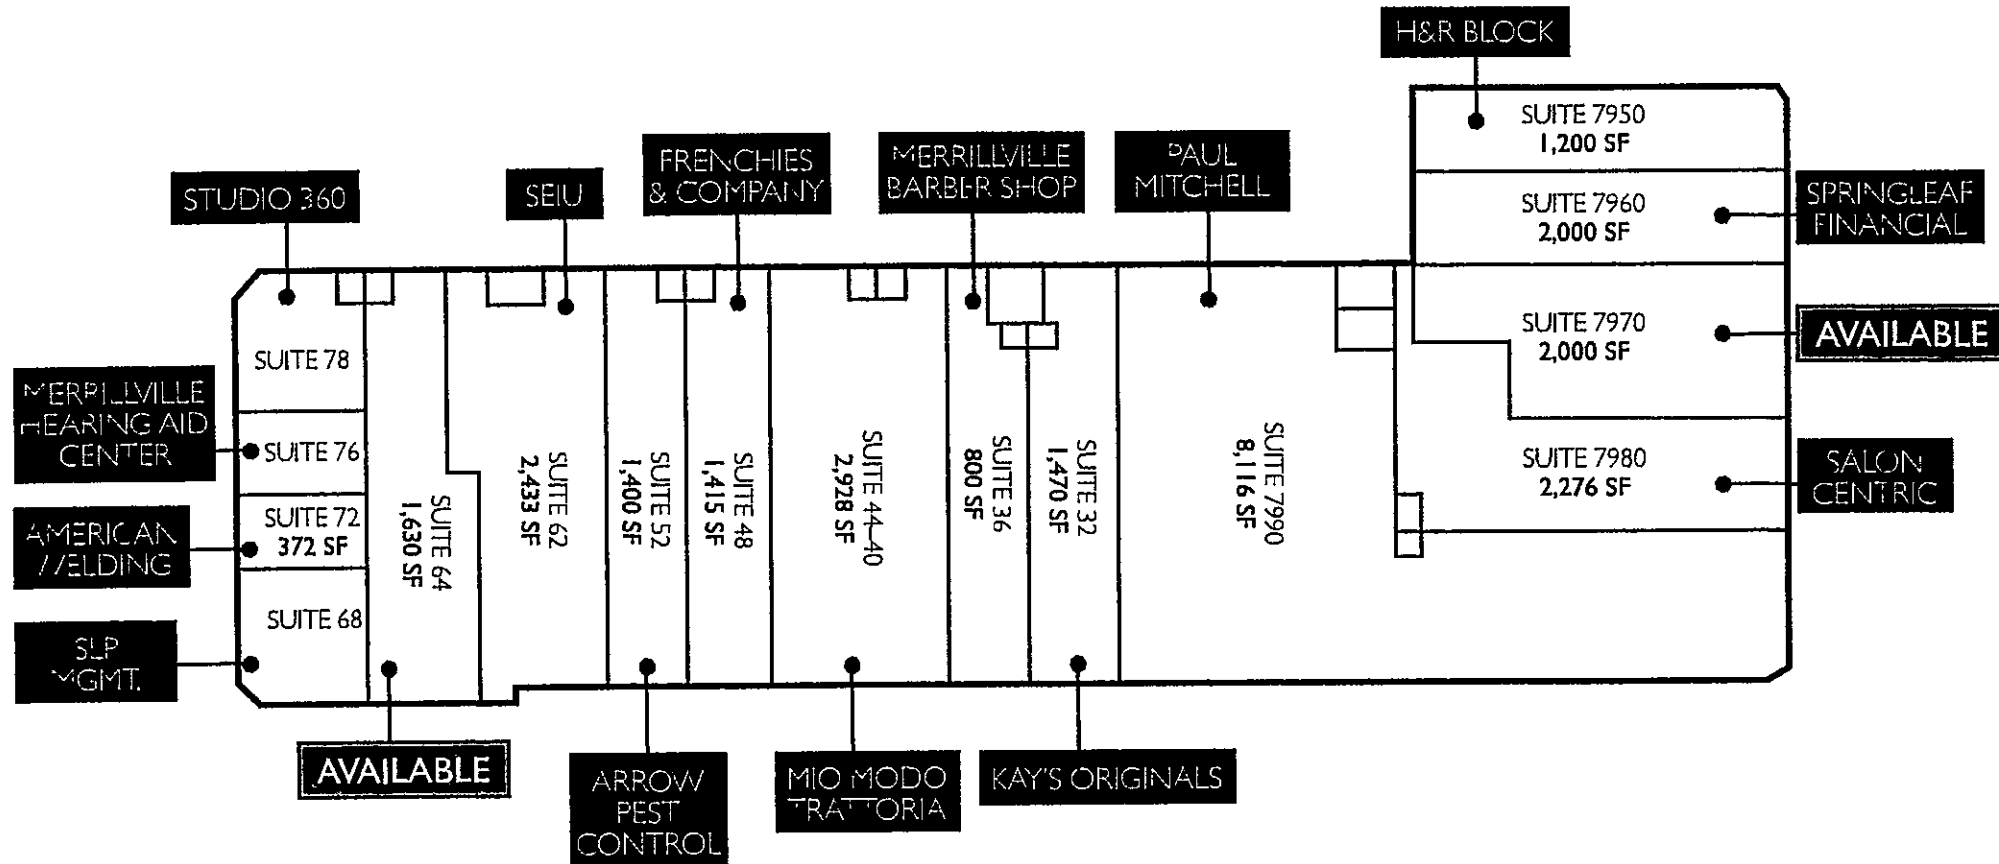 H&R BLOCK
SUITE 7950
1,200 SF
FRENCHIES
& COMPANY
MERRILLVILLE
BARBER SHOP
PAUL
MITCHELL
STUDIO 360
SEIU
SUITE 7960
2,000 SF
SPRINGLEAF
FINANCIAL
SUITE 7970
2,000 SF
AVAILABLE
SUITE 78
MERRILLVILLE
HEARING AID
CENTER
SUITE 76
SUITE 72
372 SF
AMERICAN
WELDING
SUITE 68
SLP
MGMT.
SUITE 64
1,630 SF
SUITE 62
2,433 SF
SUITE 52
1,400 SF
SUITE 48
1,415 SF
SUITE 44-40
2,928 SF
SUITE 36
800 SF
SUITE 32
1,470 SF
SUITE 7990
8,116 SF
SUITE 7980
2,276 SF
SALON
CENTRIC
AVAILABLE
ARROW
PEST
CONTROL
MIO MODO
TRATTORIA
KAY'S ORIGINALS